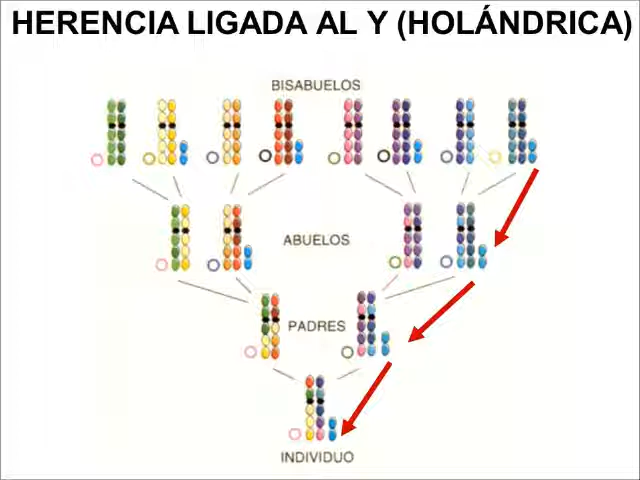 HERENCIA LIGADA AL Y (HOLÁNDRICA)
BISABUELOS
ABUELOS
PADRES
INDIVIDUO